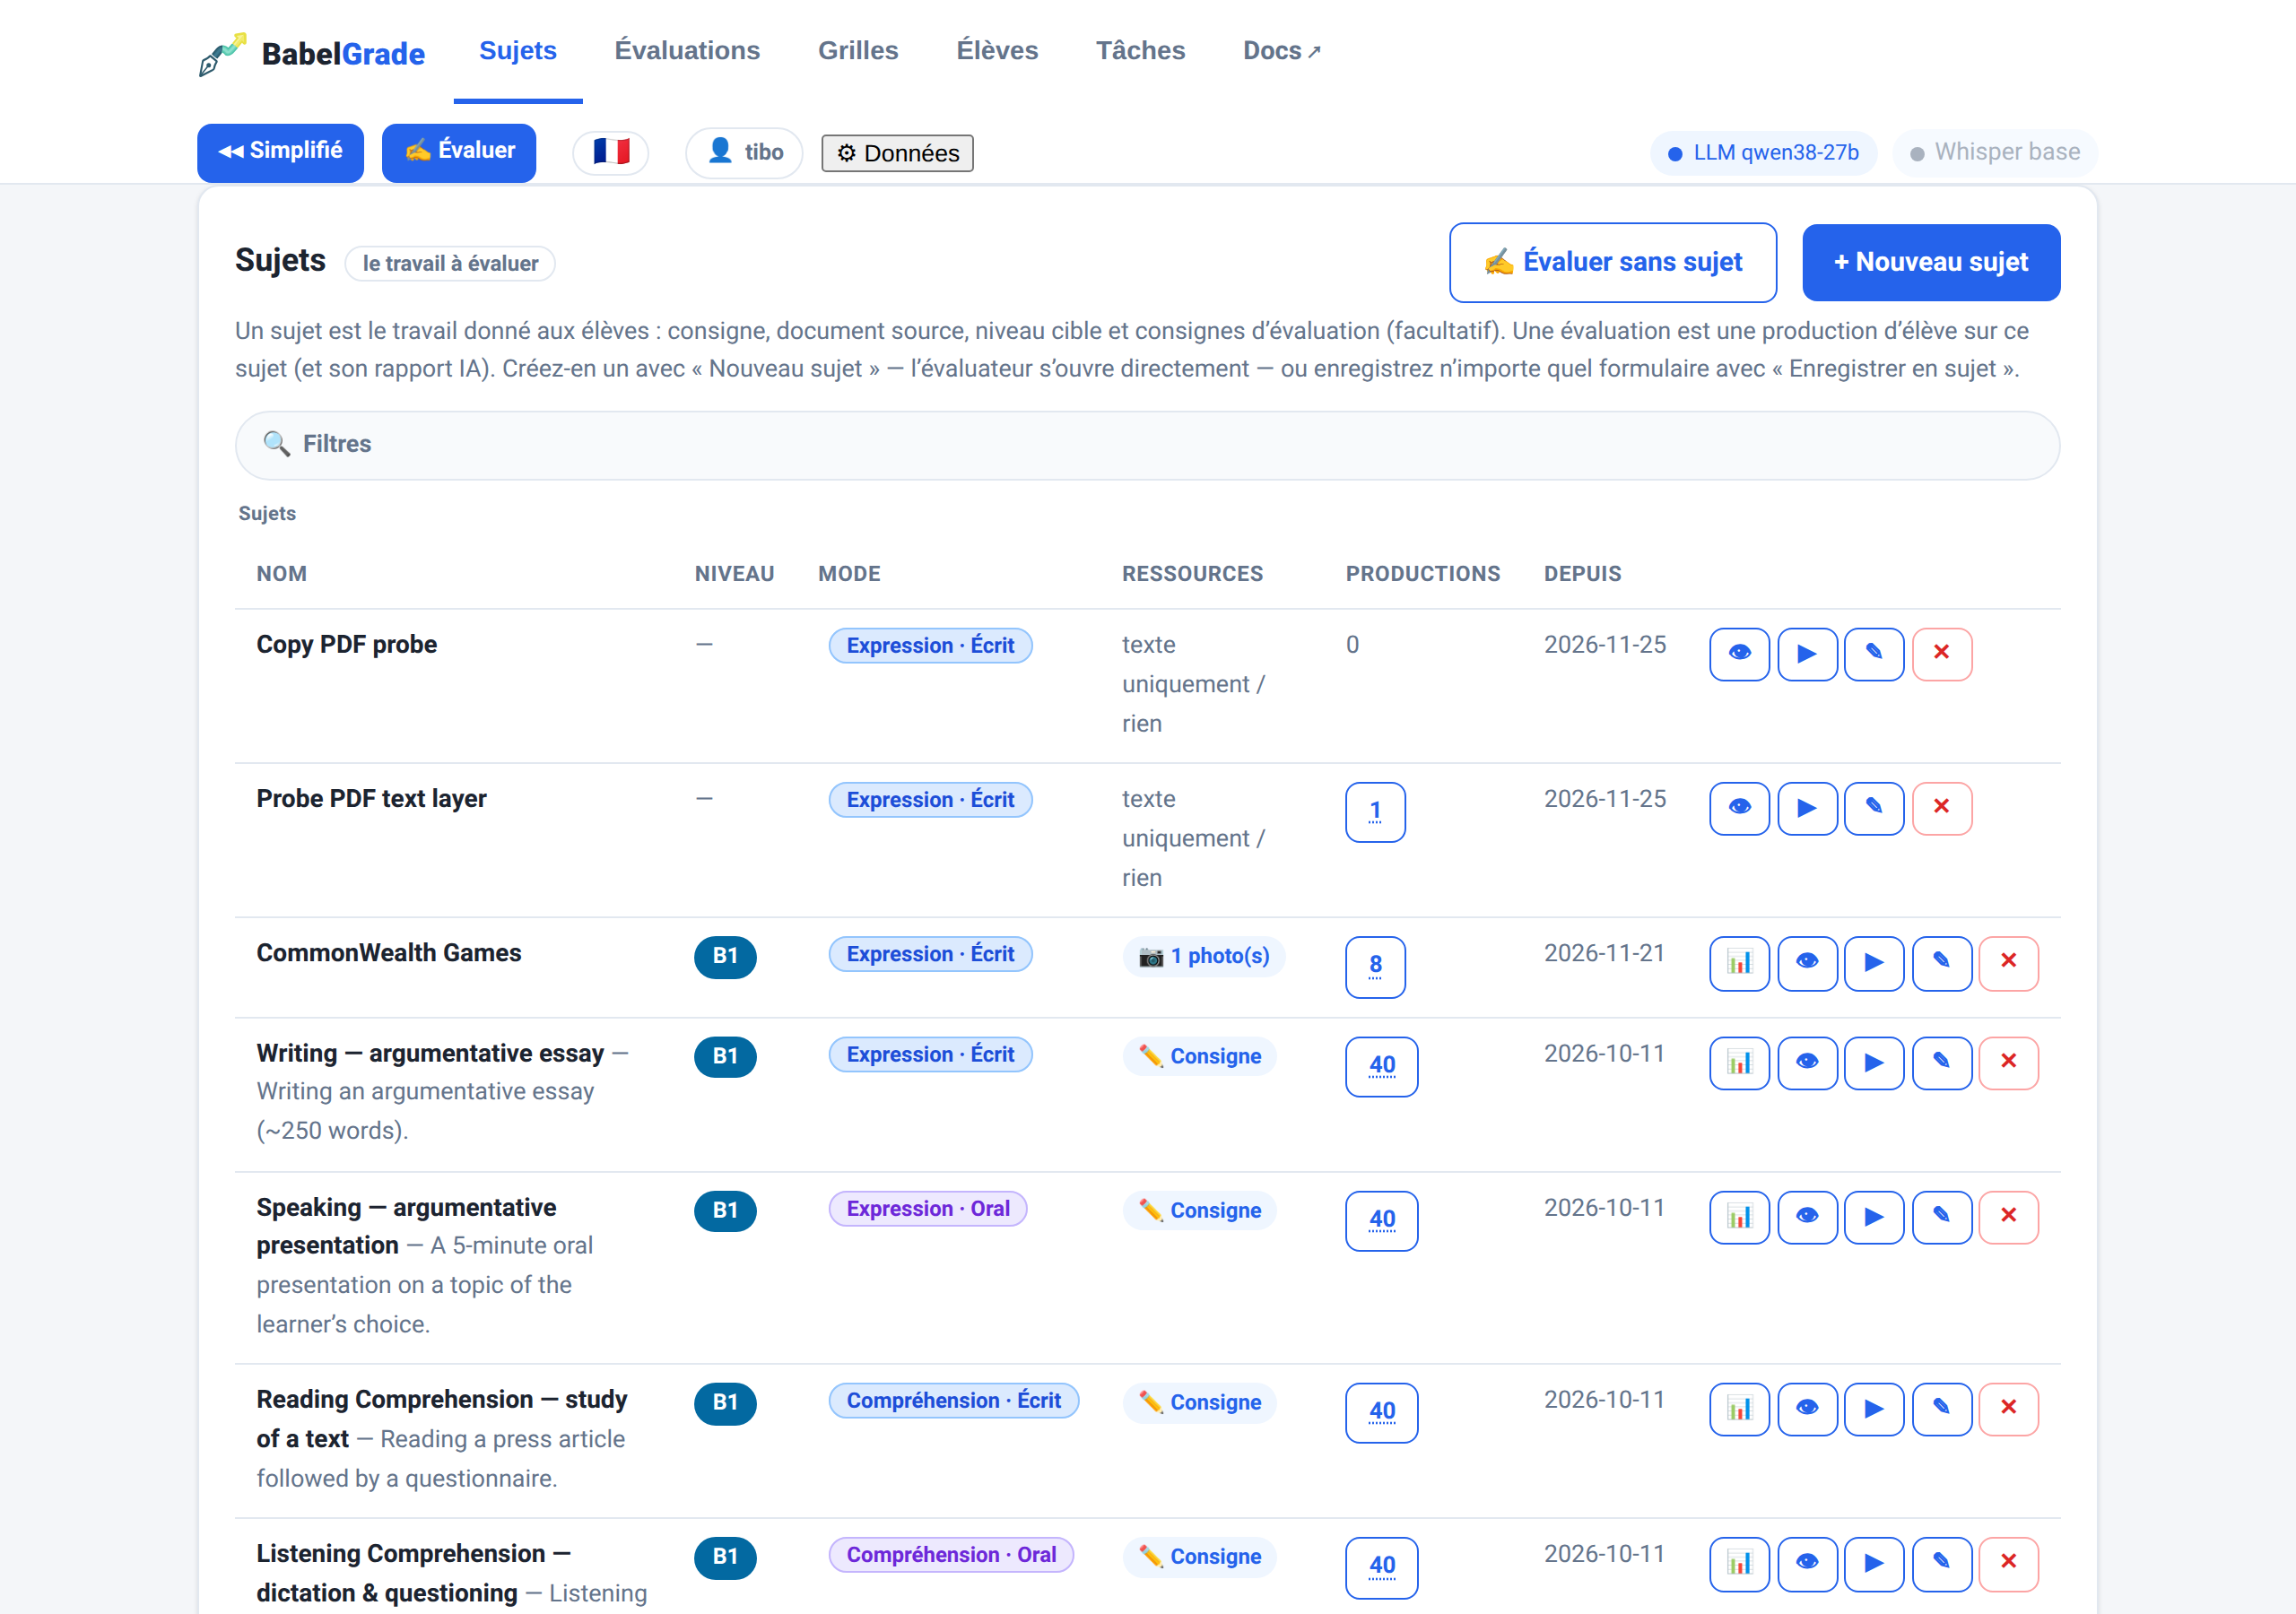 BabelGrade Sujets Évaluations Grilles Élèves Tâches Docs ↗
◀◀ Simplifié ✍ Évaluer 🇫🇷 👤 tibo ⚙ Données LLM qwen38-27b Whisper base
Sujets le travail à évaluer ✍ Évaluer sans sujet + Nouveau sujet
Un sujet est le travail donné aux élèves : consigne, document source, niveau cible et consignes d’évaluation (facultatif). Une évaluation est une production d’élève sur ce
sujet (et son rapport IA). Créez-en un avec « Nouveau sujet » — l’évaluateur s’ouvre directement — ou enregistrez n’importe quel formulaire avec « Enregistrer en sujet ».
🔍 Filtres
Sujets
NOM NIVEAU MODE RESSOURCES PRODUCTIONS DEPUIS
Copy PDF probe — Expression · Écrit texte 0 2026-11-25
uniquement /
rien
Probe PDF text layer — Expression · Écrit texte 1 2026-11-25
uniquement /
rien
CommonWealth Games B1 Expression · Écrit 📷 1 photo(s) 8 2026-11-21
Writing — argumentative essay — B1 Expression · Écrit ✏️ Consigne 40 2026-10-11
Writing an argumentative essay
(~250 words).
Speaking — argumentative B1 Expression · Oral ✏️ Consigne 40 2026-10-11
presentation — A 5-minute oral
presentation on a topic of the
learner’s choice.
Reading Comprehension — study B1 Compréhension · Écrit ✏️ Consigne 40 2026-10-11
of a text — Reading a press article
followed by a questionnaire.
Listening Comprehension — B1 Compréhension · Oral ✏️ Consigne 40 2026-10-11
dictation & questioning — Listening